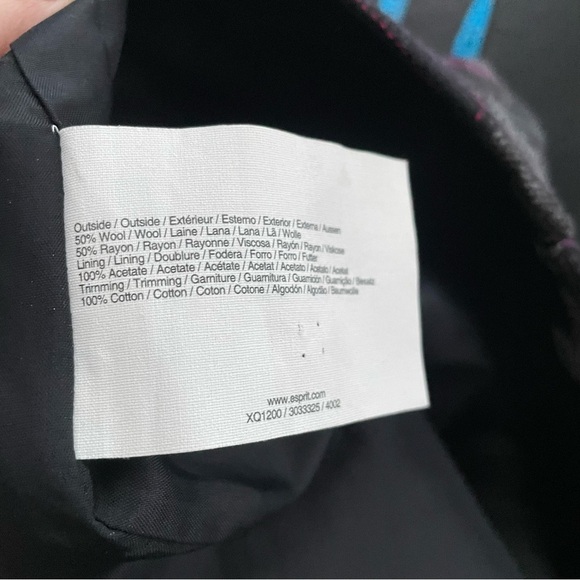 Outside / Outside / Extérieur / Esterno / Exterior / Externa / Aussen
50% Wool / Wool / Laine / Lana / Lana / Lã / Wolle
50% Rayon / Rayon / Rayonne / Viscosa / Rayón / Rayon / Viskose
Lining / Lining / Doublure / Fodera / Forro / Forro / Futter
100% Acetate / Acetate / Acétate / Acetat / Acetato / Acetato / Acetat
Trimming / Trimming / Garniture / Guarnitura / Guarnición / Guarnição / Besatz
100% Cotton / Cotton / Coton / Cotone / Algodón / Algodão / Baumwolle
www.esprit.com
XQ1200 / 3033325 / 4002